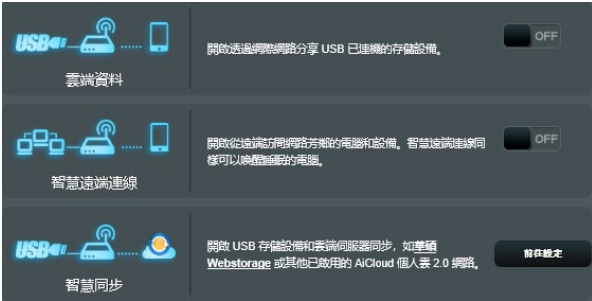 USB
雲端資料
開啟透過網際網路分享 USB 已連機的存儲設備。
OFF
智慧遠端連線
開啟從遠端訪問網路芳鄰的電腦和設備。智慧遠端連線同
樣可以喚醒睡眠的電腦。
OFF
USB
智慧同步
開啟 USB 存儲設備和雲端伺服器同步，如華碩
Webstorage 或其他已啟用的 AiCloud 個人雲 2.0 網路。
前往設定